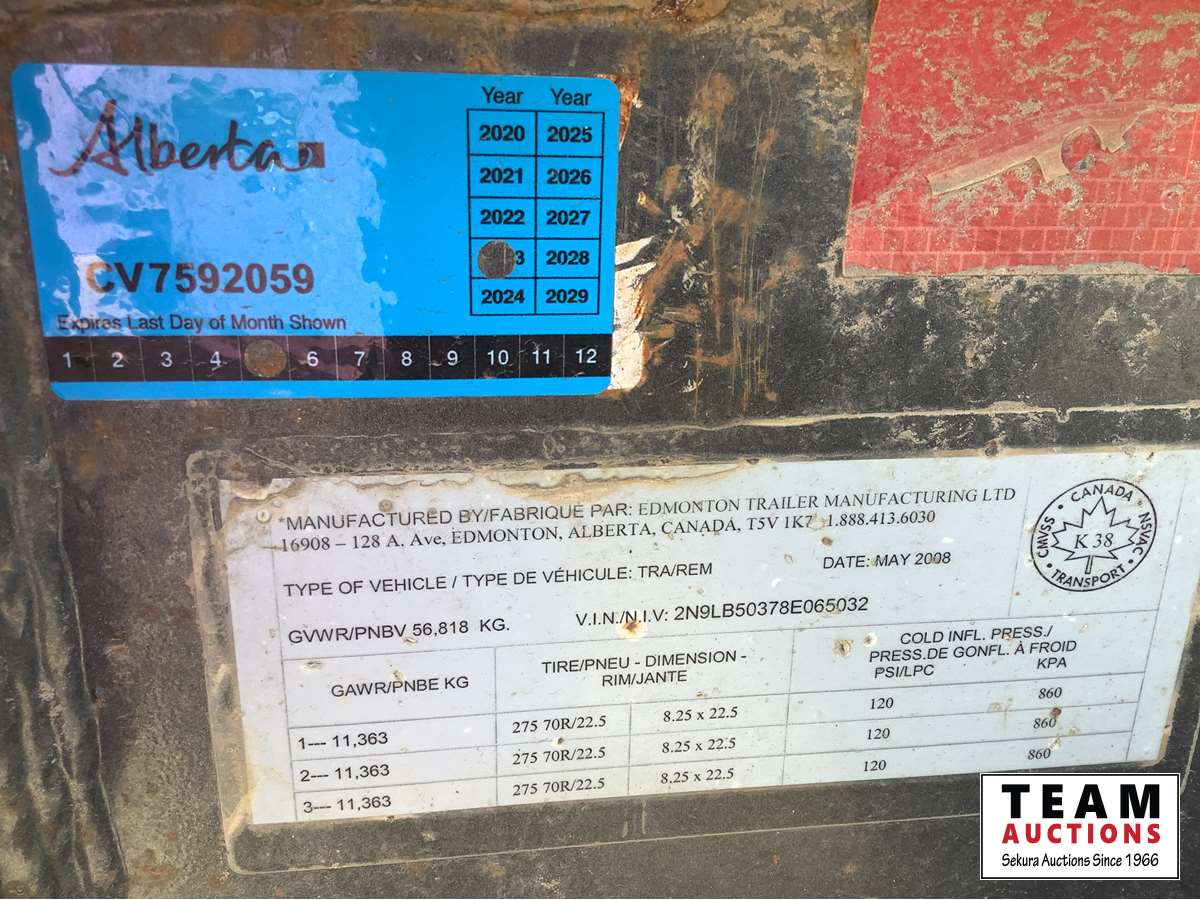 Alberta
Year Year
2020 2025
2021 2026
2022 2027
3 2028
2024 2029
CV7592059
Expires Last Day of Month Shown
1 2 3 4 6 7 8 9 10 11 12
MANUFACTURED BY/FABRIQUÉ PAR: EDMONTON TRAILER MANUFACTURING LTD
16908 – 128 A. Ave, EDMONTON, ALBERTA, CANADA, T5V 1K7 1.888.413.6030
TYPE OF VEHICLE / TYPE DE VÉHICULE: TRA/REM DATE: MAY 2008
GVWR/PNBV 56,818 KG. V.I.N./N.I.V: 2N9LB50378E065032
CANADA
CMVSS NSVAC
K 38
TRANSPORT
GAWR/PNBE KG
TIRE/PNEU - DIMENSION -
RIM/JANTE
COLD INFL. PRESS./
PRESS.DE GONFL. À FROID
PSI/LPC KPA
1--- 11,363 275 70R/22.5 8.25 x 22.5 120 860
2--- 11,363 275 70R/22.5 8.25 x 22.5 120 860
3--- 11,363 275 70R/22.5 8.25 x 22.5 120 860
TEAM
AUCTIONS
Sekura Auctions Since 1966